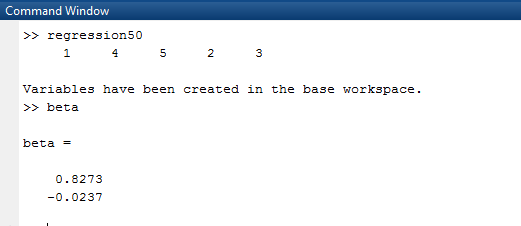 Command Window
>> regression50
1 4 5 2 3
Variables have been created in the base workspace.
>> beta
beta =
0.8273
-0.0237